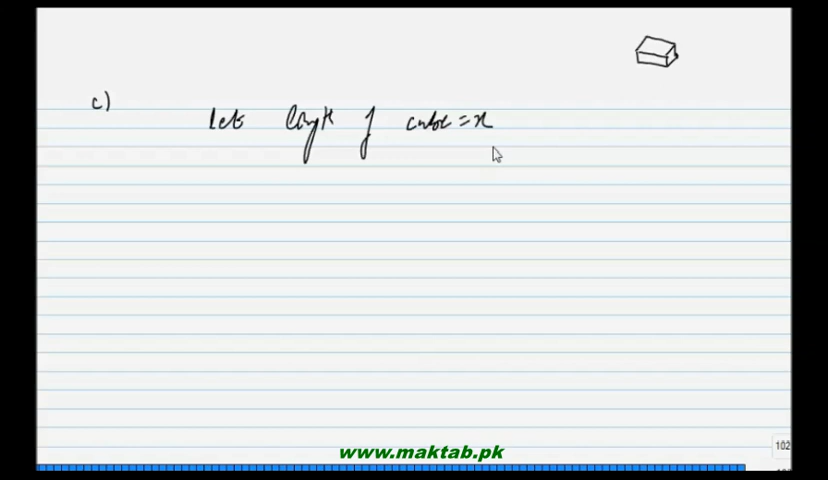 c)
let length of cube = x
102
www.maktab.pk